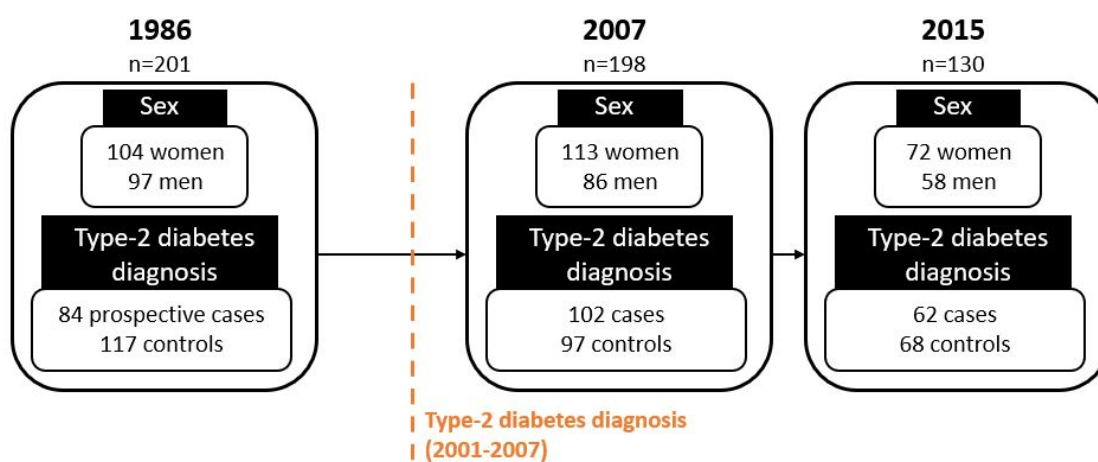 1986
n=201
Sex
104 women
97 men
Type-2 diabetes
diagnosis
84 prospective cases
117 controls
2007
n=198
Sex
113 women
86 men
Type-2 diabetes
diagnosis
102 cases
97 controls
2015
n=130
Sex
72 women
58 men
Type-2 diabetes
diagnosis
62 cases
68 controls
Type-2 diabetes diagnosis
(2001-2007)